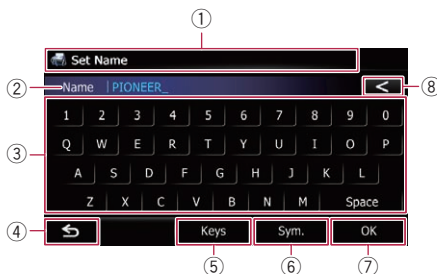 ①
Set Name
② Name PIONEER_ < ⑧
1 2 3 4 5 6 7 8 9 0
Q W E R T Y U I O P
③
A S D F G H J K L
Z X C V B N M Space
④ Keys Sym. OK
⑤ ⑥ ⑦